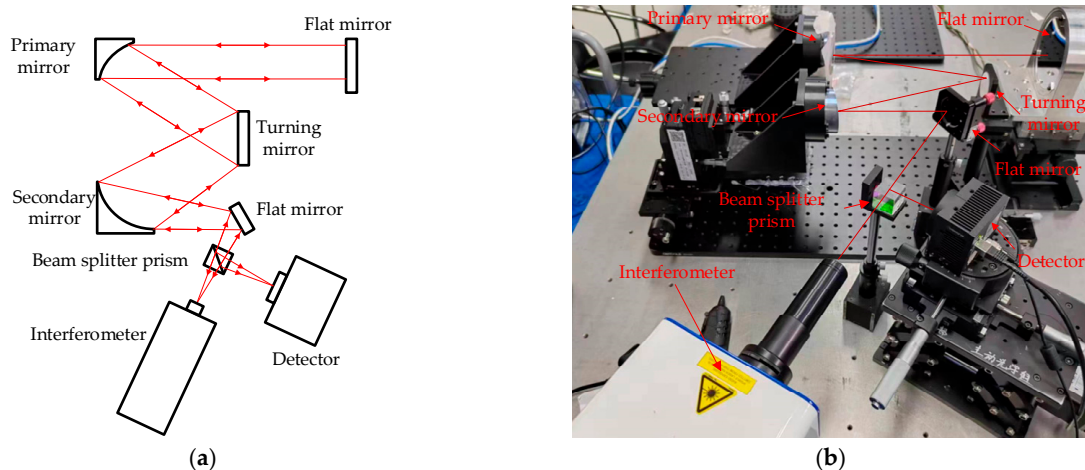 Primary
mirror
Flat mirror
Turning
mirror
Secondary
mirror
Flat mirror
Beam splitter prism
Interferometer
Detector
(a)
Primary mirror
Flat mirror
Secondary mirror
Turning
mirror
Flat mirror
Beam splitter
prism
Interferometer
Detector
(b)